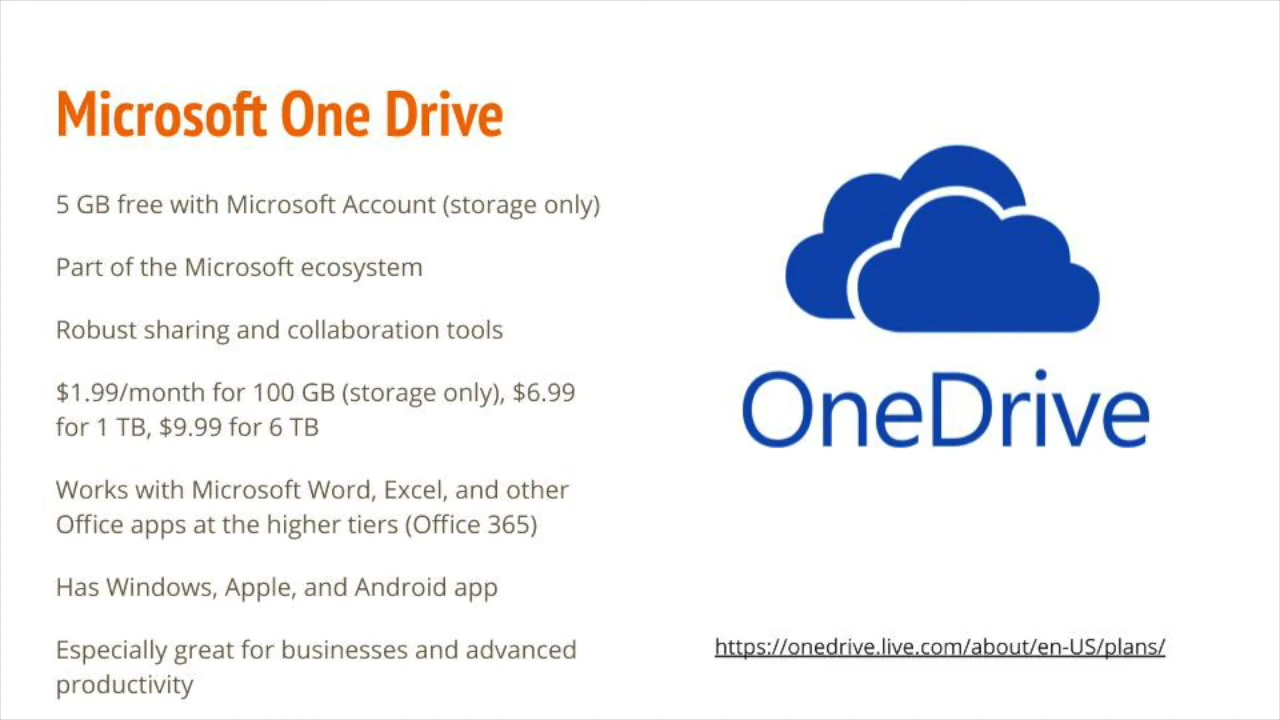 Microsoft One Drive
5 GB free with Microsoft Account (storage only)
Part of the Microsoft ecosystem
Robust sharing and collaboration tools
$1.99/month for 100 GB (storage only), $6.99
for 1 TB, $9.99 for 6 TB
Works with Microsoft Word, Excel, and other
Office apps at the higher tiers (Office 365)
Has Windows, Apple, and Android app
Especially great for businesses and advanced
productivity
OneDrive
https://onedrive.live.com/about/en-US/plans/